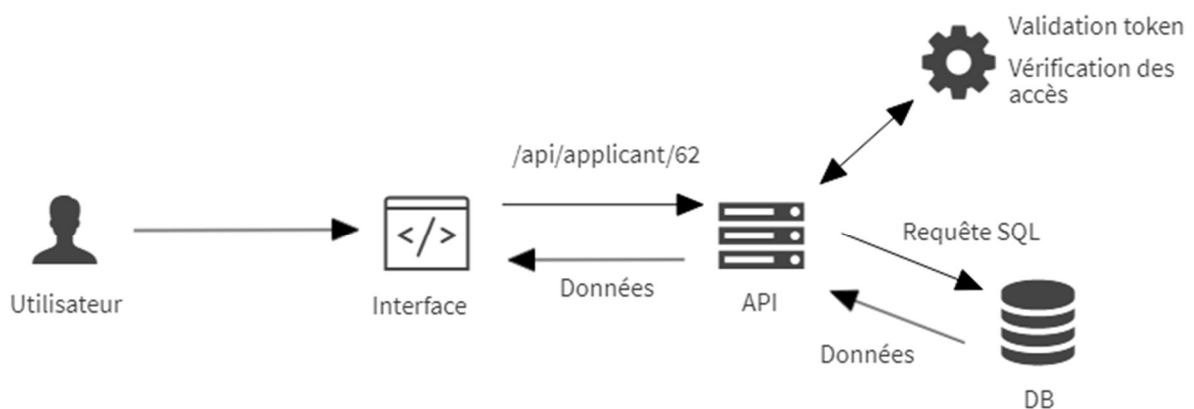 Validation token
Vérification des
accès
/api/applicant/62
Requête SQL
Utilisateur
Interface
Données
API
Données
DB